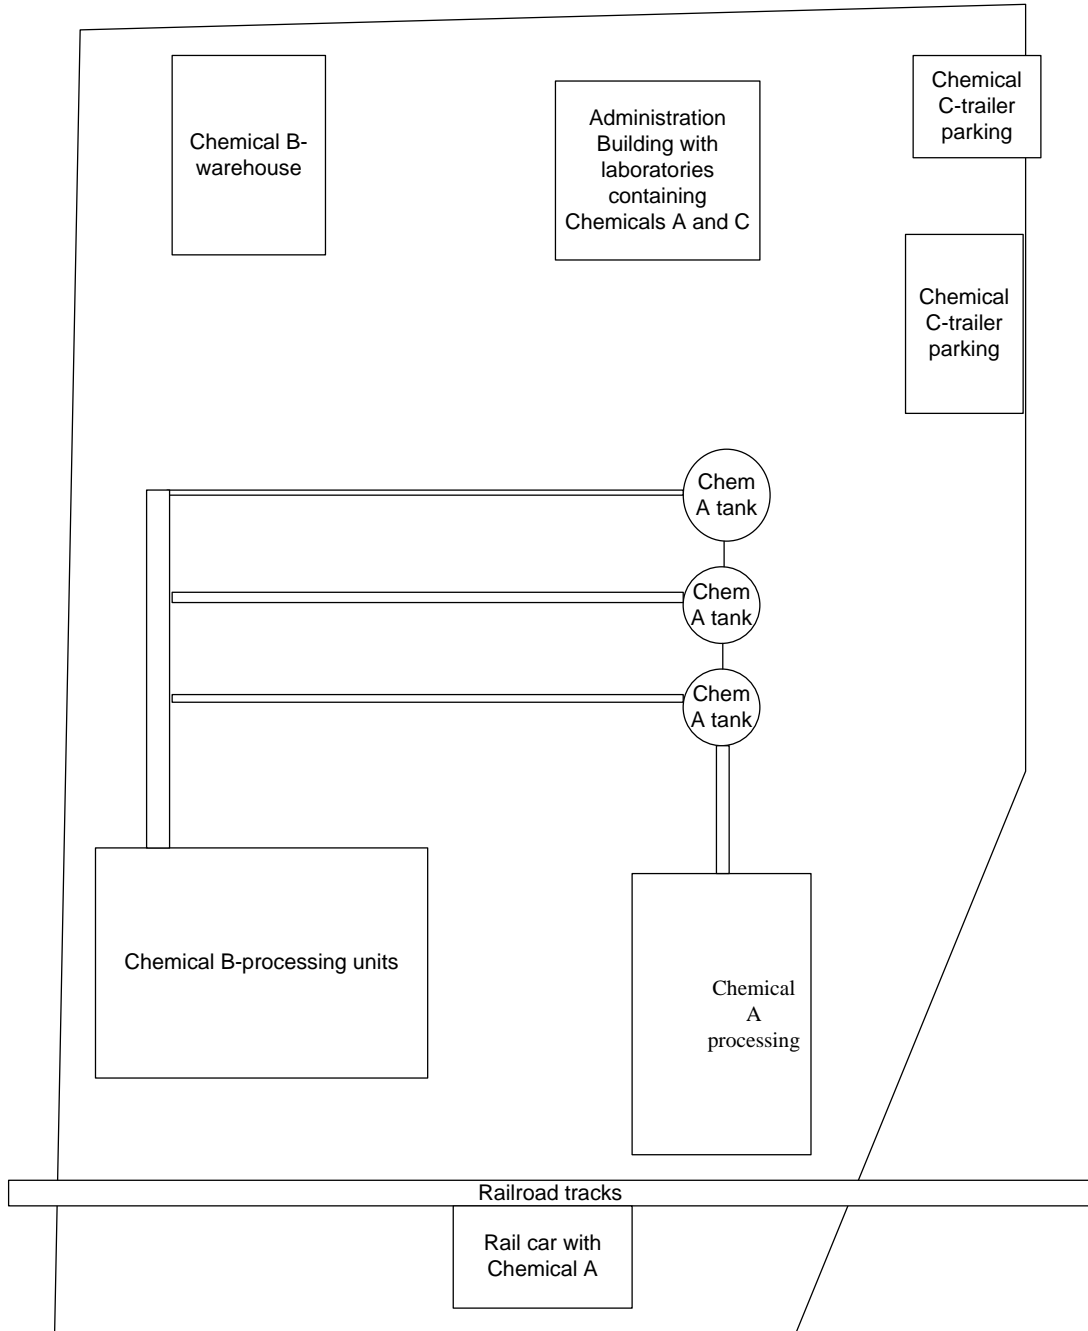 Chemical B-
warehouse
Administration
Building with
laboratories
containing
Chemicals A and C
Chemical
C-trailer
parking
Chemical
C-trailer
parking
Chem
A tank
Chem
A tank
Chem
A tank
Chemical B-processing units
Chemical
A
processing
Railroad tracks
Rail car with
Chemical A